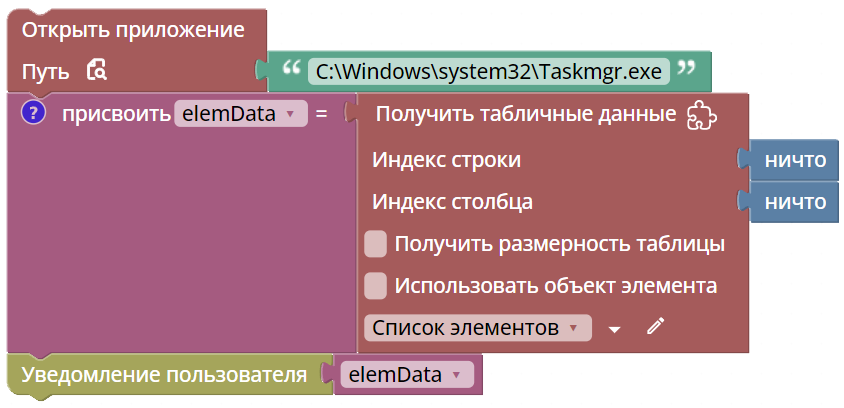 Открыть приложение
Путь “ C:\Windows\system32\Taskmgr.exe ”
? присвоить elemData = Получить табличные данные
Индекс строки ничто
Индекс столбца ничто
Получить размерность таблицы
Использовать объект элемента
Список элементов
Уведомление пользователя elemData